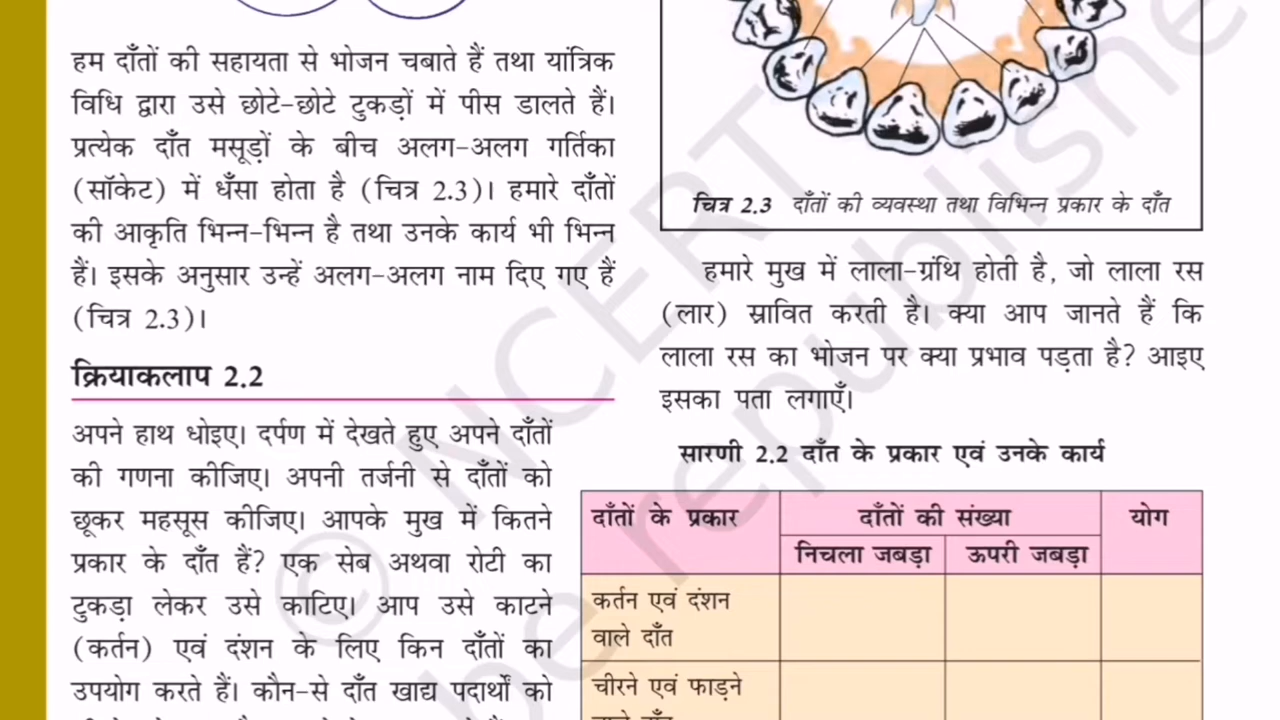 हम दाँतों की सहायता से भोजन चबाते हैं तथा यांत्रिक
विधि द्वारा उसे छोटे-छोटे टुकड़ों में पीस डालते हैं।
प्रत्येक दाँत मसूड़ों के बीच अलग-अलग गर्तिका
(सॉकेट) में धँसा होता है (चित्र 2.3)। हमारे दाँतों
की आकृति भिन्न-भिन्न है तथा उनके कार्य भी भिन्न
हैं। इसके अनुसार उन्हें अलग-अलग नाम दिए गए हैं
(चित्र 2.3)।
क्रियाकलाप 2.2
अपने हाथ धोइए। दर्पण में देखते हुए अपने दाँतों
की गणना कीजिए। अपनी तर्जनी से दाँतों को
छूकर महसूस कीजिए। आपके मुख में कितने
प्रकार के दाँत हैं? एक सेब अथवा रोटी का
टुकड़ा लेकर उसे काटिए। आप उसे काटने
(कर्तन) एवं दंशन के लिए किन दाँतों का
उपयोग करते हैं। कौन-से दाँत खाद्य पदार्थों को
चित्र 2.3 दाँतों की व्यवस्था तथा विभिन्न प्रकार के दाँत
हमारे मुख में लाला-ग्रंथि होती है, जो लाला रस
(लार) स्रावित करती है। क्या आप जानते हैं कि
लाला रस का भोजन पर क्या प्रभाव पड़ता है? आइए
इसका पता लगाएँ।
सारणी 2.2 दाँत के प्रकार एवं उनके कार्य
दाँतों के प्रकार दाँतों की संख्या योग
निचला जबड़ा ऊपरी जबड़ा
कर्तन एवं दंशन
वाले दाँत
चीरने एवं फाड़ने
वाले दाँत
© NCERT
be republishe